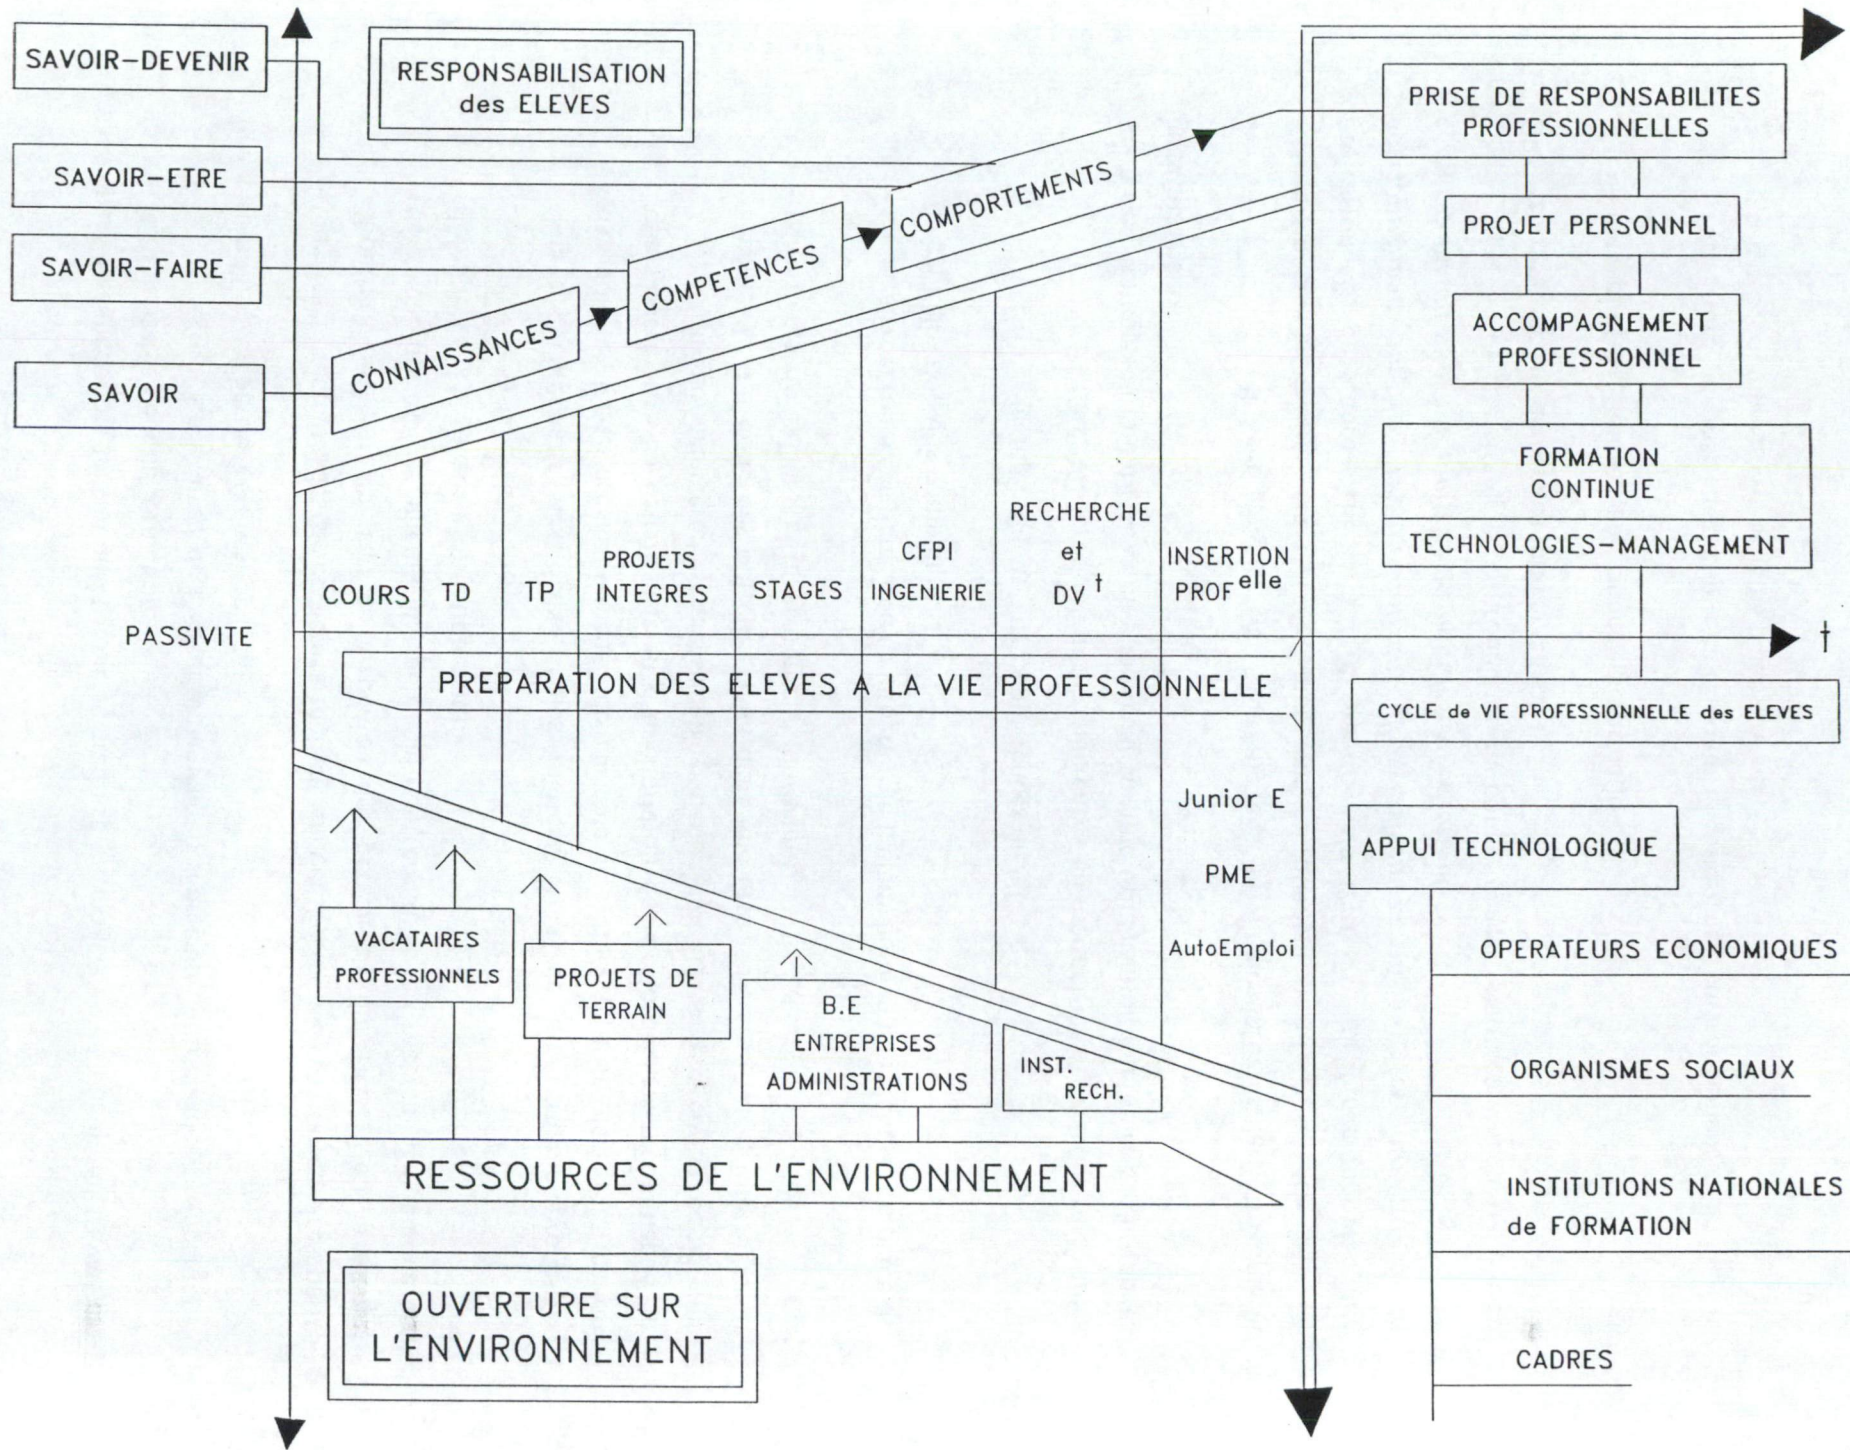 SAVOIR-DEVENIR
SAVOIR-ETRE
SAVOIR-FAIRE
SAVOIR
RESPONSABILISATION
des ELEVES
CONNAISSANCES
COMPETENCES
COMPORTEMENTS
PRISE DE RESPONSABILITES
PROFESSIONNELLES
PROJET PERSONNEL
ACCOMPAGNEMENT
PROFESSIONNEL
FORMATION
CONTINUE
TECHNOLOGIES-MANAGEMENT
PASSIVITE
COURS
TD
TP
PROJETS
INTEGRES
STAGES
CFPI
INGENIERIE
RECHERCHE
et
DV t
INSERTION
PROF elle
t
PREPARATION DES ELEVES A LA VIE PROFESSIONNELLE
CYCLE de VIE PROFESSIONNELLE des ELEVES
Junior E
PME
AutoEmploi
APPUI TECHNOLOGIQUE
OPERATEURS ECONOMIQUES
ORGANISMES SOCIAUX
INSTITUTIONS NATIONALES
de FORMATION
CADRES
VACATAIRES
PROFESSIONNELS
PROJETS DE
TERRAIN
B.E
ENTREPRISES
ADMINISTRATIONS
INST.
RECH.
RESSOURCES DE L'ENVIRONNEMENT
OUVERTURE SUR
L'ENVIRONNEMENT